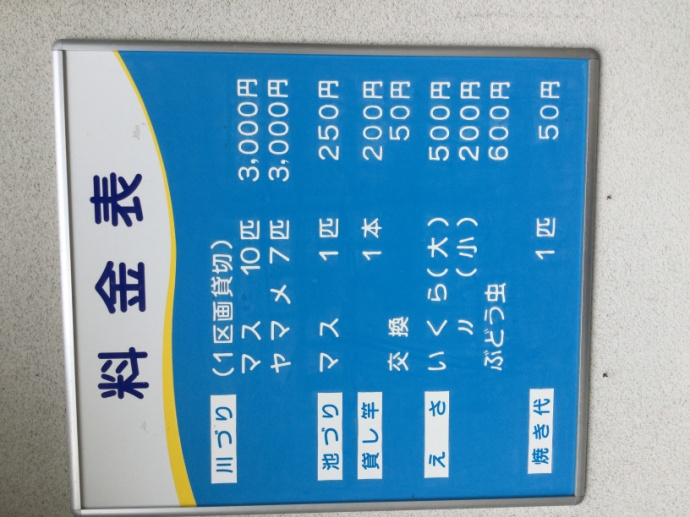 料金表
川づり (1区画貸切)
マス 10匹 3,000円
ヤマメ 7匹 3,000円
池づり マス 1匹 250円
貸し竿 1本 200円
交換 50円
えさ いくら(大) 500円
〃 (小) 200円
ぶどう虫 600円
焼き代 1匹 50円